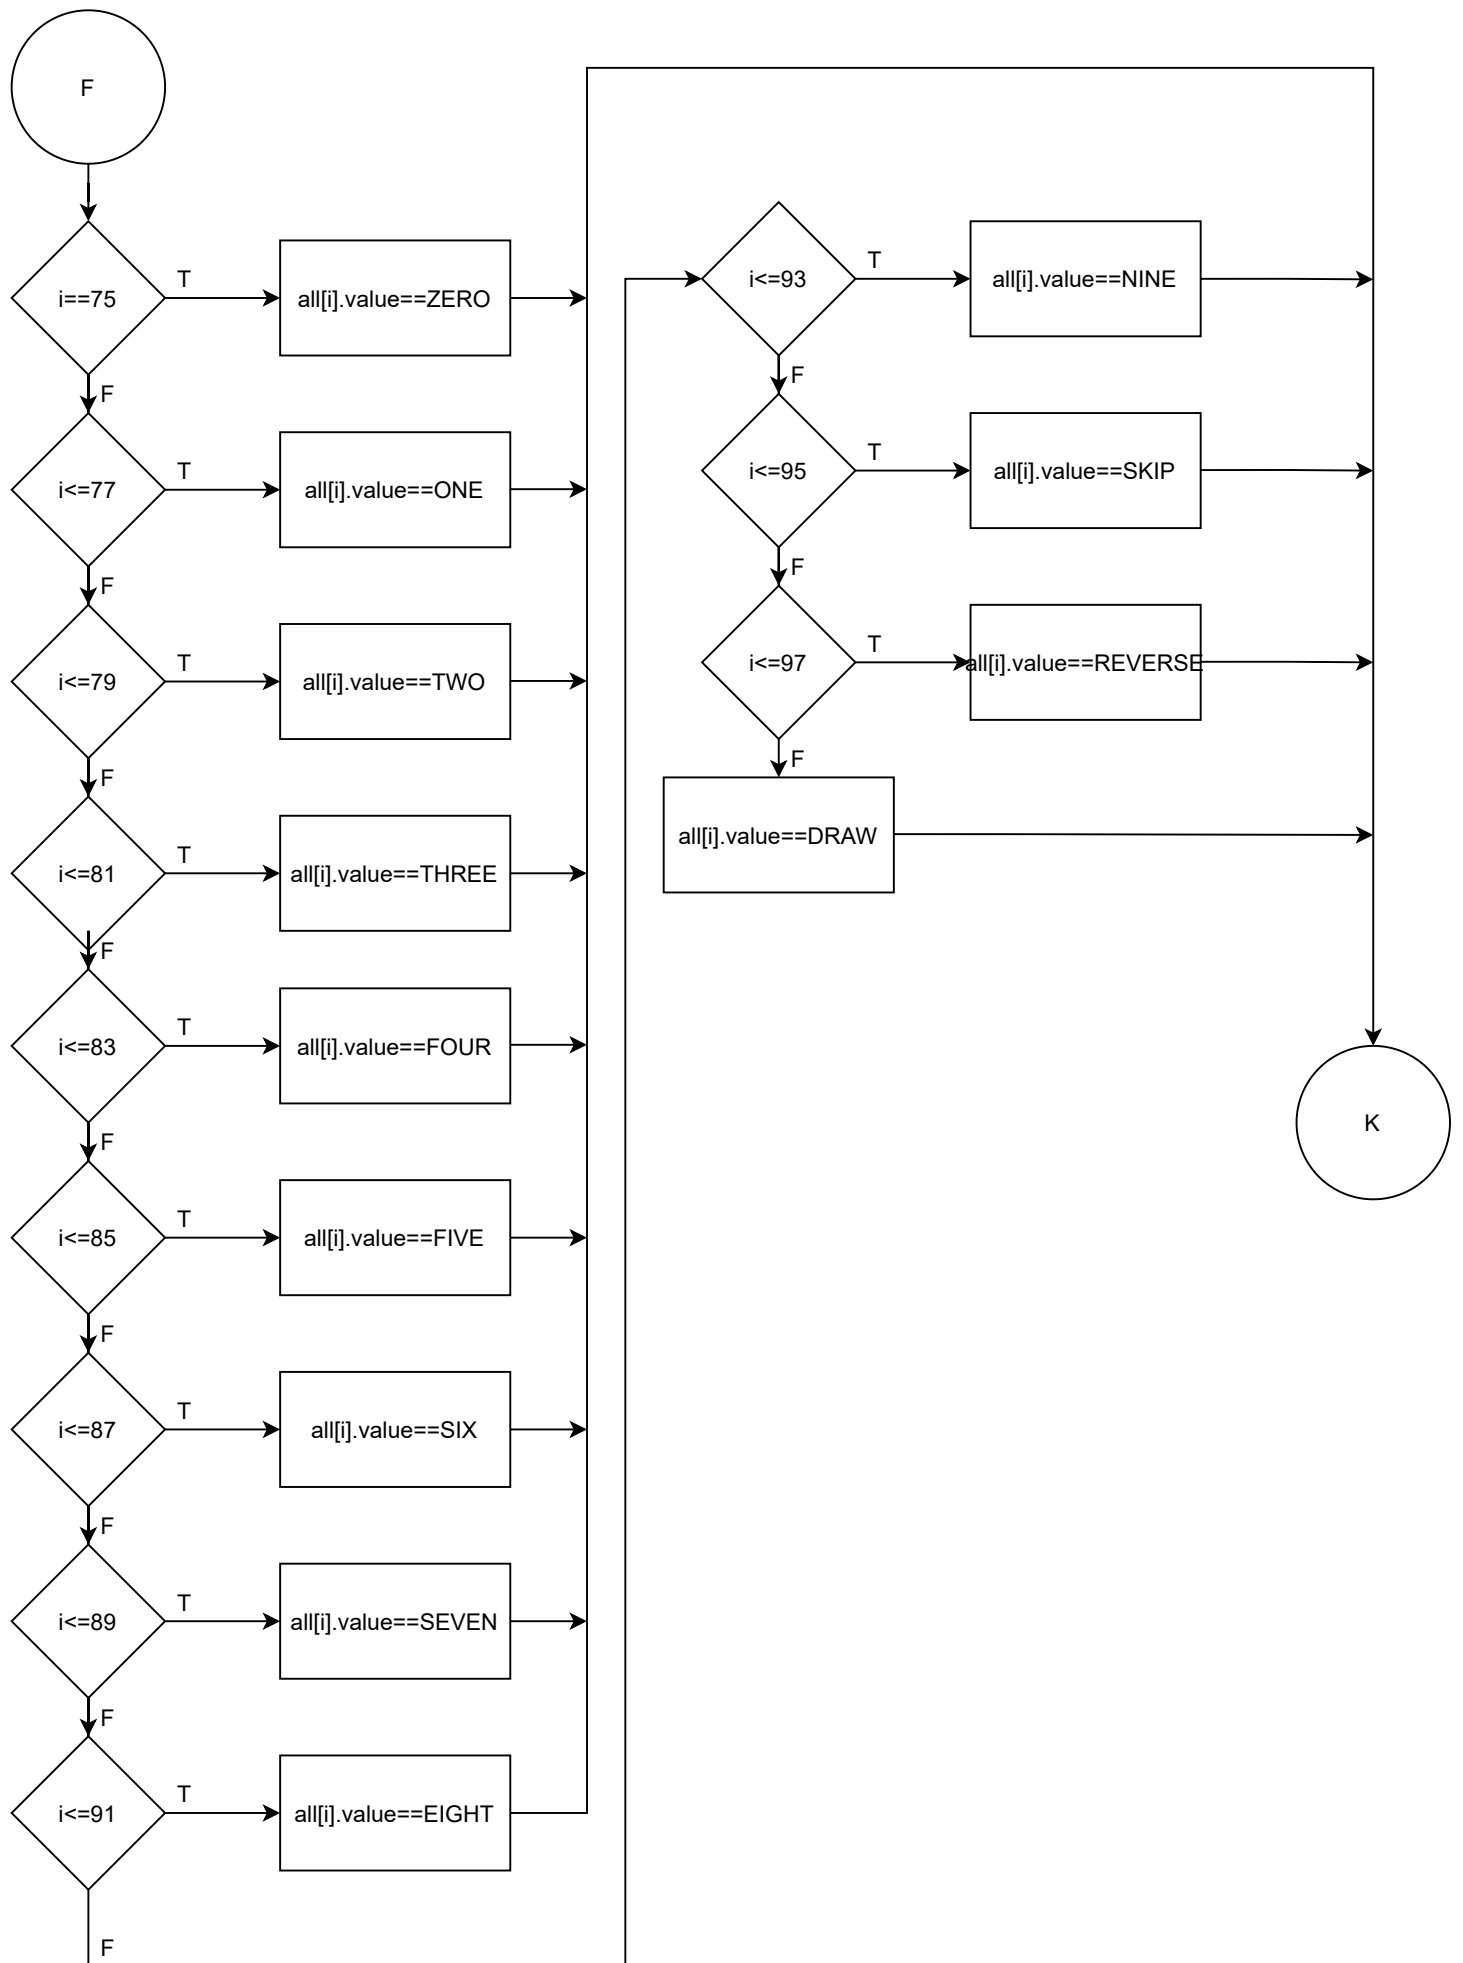 F
i==75
T
all[i].value==ZERO
F
i<=77
T
all[i].value==ONE
F
i<=79
T
all[i].value==TWO
F
i<=81
T
all[i].value==THREE
F
i<=83
T
all[i].value==FOUR
F
i<=85
T
all[i].value==FIVE
F
i<=87
T
all[i].value==SIX
F
i<=89
T
all[i].value==SEVEN
F
i<=91
T
all[i].value==EIGHT
F
i<=93
T
all[i].value==NINE
F
i<=95
T
all[i].value==SKIP
F
i<=97
T
all[i].value==REVERSE
F
all[i].value==DRAW
K